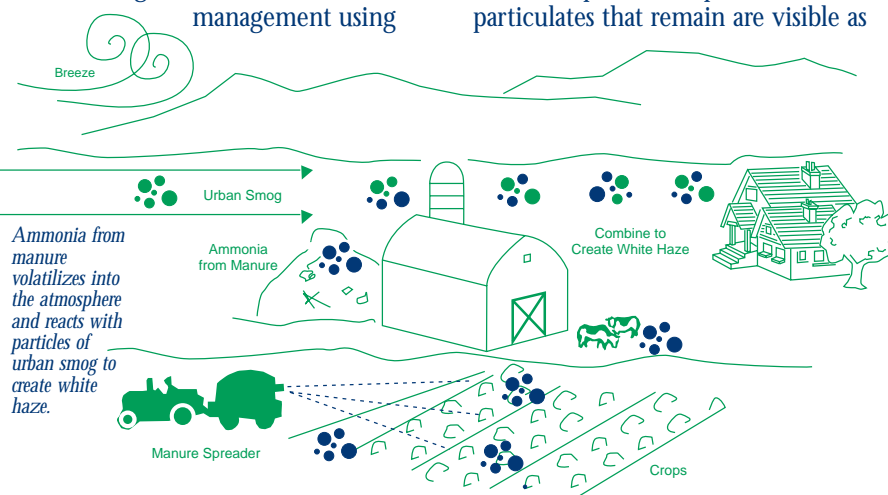 management using
particulates that remain are visible as
Breeze
Urban Smog
Ammonia from
manure
volatilizes into
the atmosphere
and reacts with
particles of
urban smog to
create white
haze.
Ammonia
from Manure
Combine to
Create White Haze
Manure Spreader
Crops